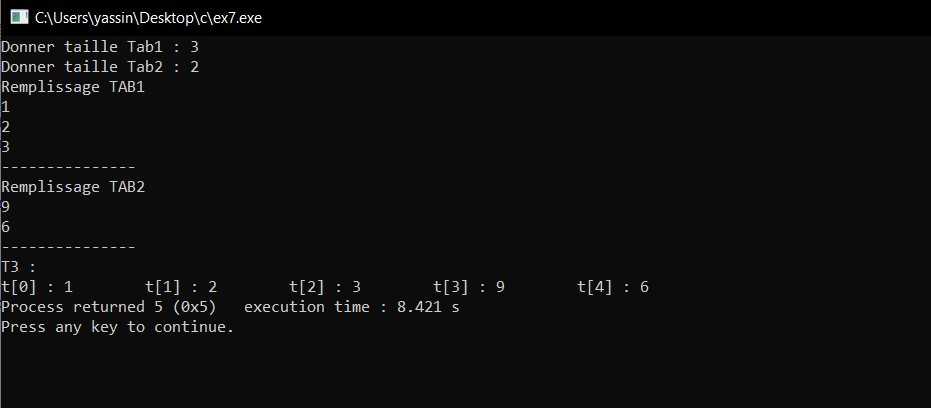 C:\Users\yassin\Desktop\c\ex7.exe
Donner taille Tab1 : 3
Donner taille Tab2 : 2
Remplissage TAB1
1
2
3
---------------
Remplissage TAB2
9
6
---------------
T3 :
t[0] : 1        t[1] : 2        t[2] : 3        t[3] : 9        t[4] : 6
Process returned 5 (0x5)   execution time : 8.421 s
Press any key to continue.